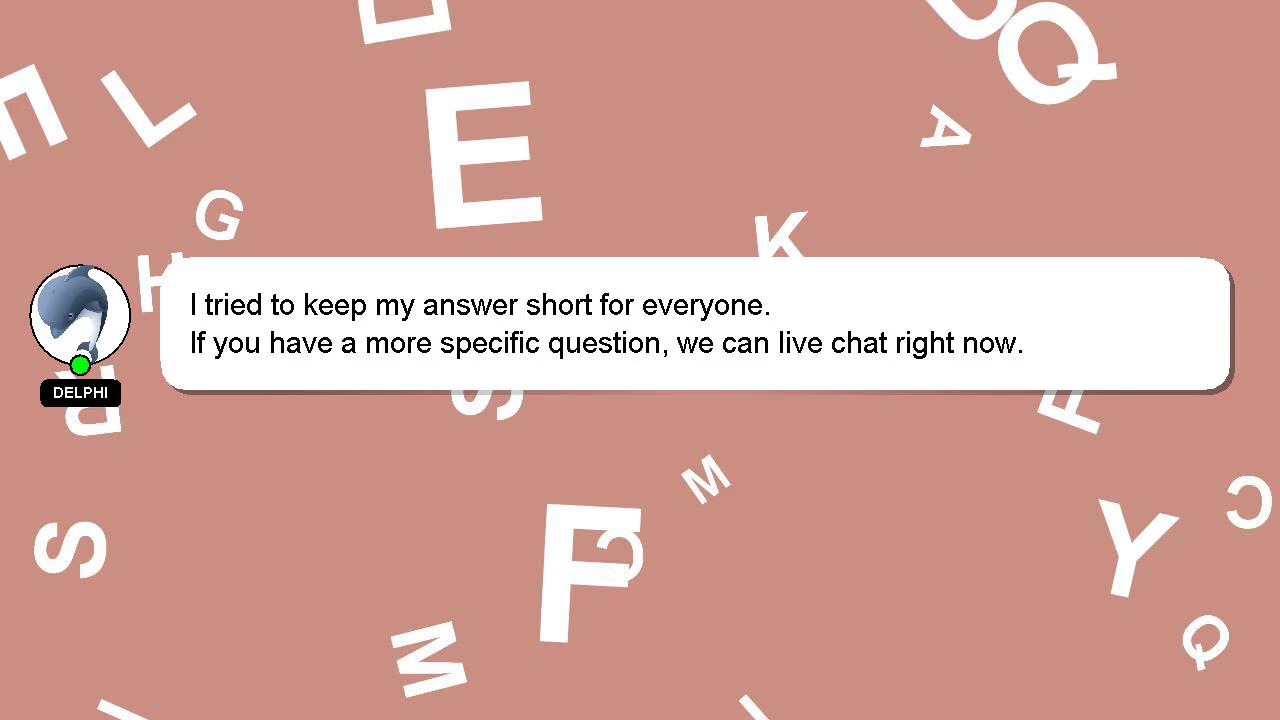 I tried to keep my answer short for everyone.
If you have a more specific question, we can live chat right now.
DELPHI
E
L
G
H
E
K
A
Q
R
S
F
M
S
F
G
M
Y
C
Q